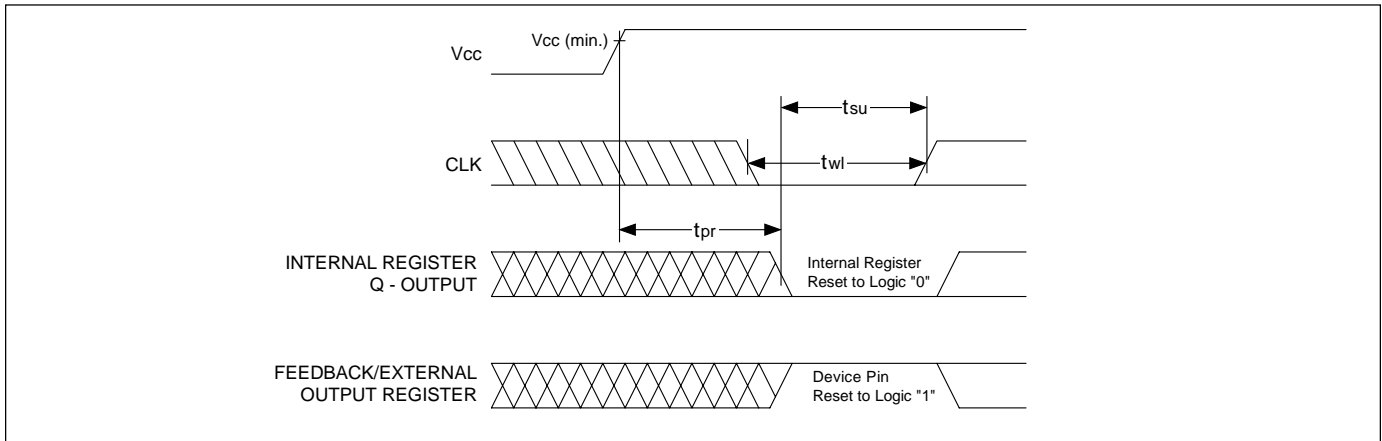 Vcc
Vcc (min.)
tsu
CLK
twl
tpr
INTERNAL REGISTER
Q - OUTPUT
Internal Register
Reset to Logic "0"
FEEDBACK/EXTERNAL
OUTPUT REGISTER
Device Pin
Reset to Logic "1"